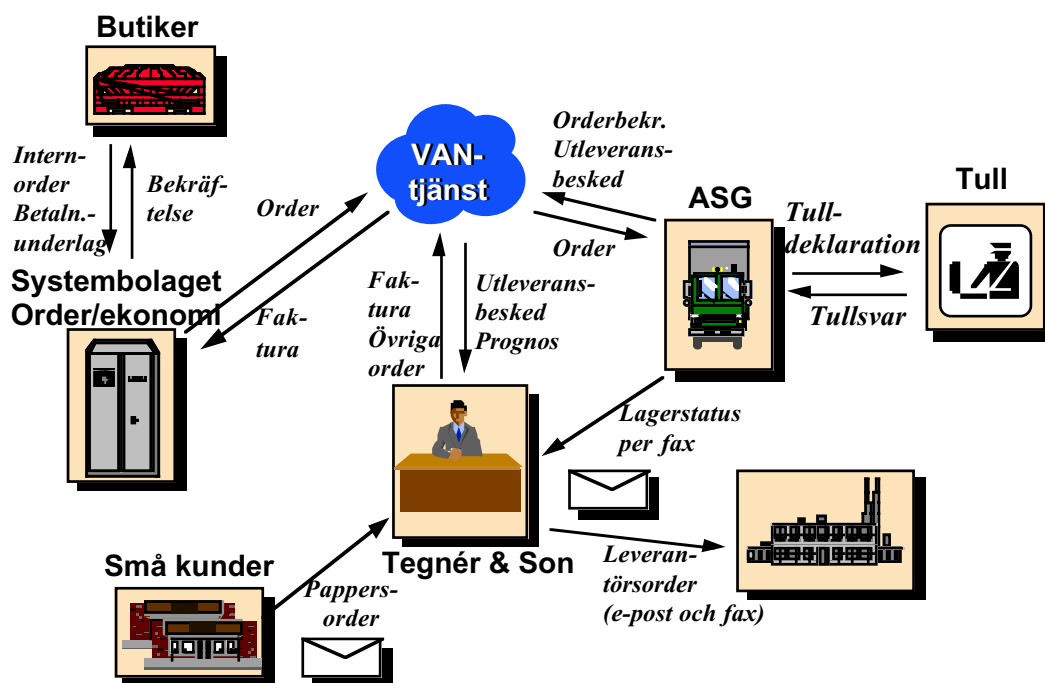 Butiker
Intern-
order
Betaln.-
underlag
Bekräf-
telse
Systembolaget
Order/ekonomi
Order
Fak-
tura
VAN-
tjänst
Orderbekr.
Utleverans-
besked
Order
ASG
Tull-
deklaration
Tullsvar
Tull
Fak-
tura
Övriga
order
Utleverans-
besked
Prognos
Lagerstatus
per fax
Tegnér & Son
Leveran-
törsorder
(e-post och fax)
Små kunder
Pappers-
order